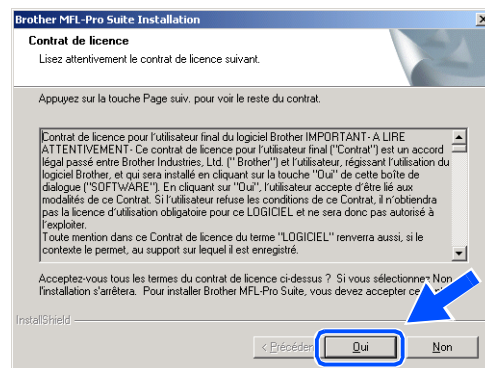 Brother MFL-Pro Suite Installation
Contrat de licence
Lisez attentivement le contrat de licence suivant.
Appuyez sur la touche Page suiv. pour voir le reste du contrat.
Contrat de licence pour l'utilisateur final du logiciel Brother IMPORTANT- A LIRE
ATTENTIVEMENT- Ce contrat de licence pour l'utilisateur final ("Contrat") est un accord
légal passé entre Brother Industries, Ltd. (" Brother") et l'utilisateur, régissant l'utilisation du
logiciel Brother, et qui sera installé en cliquant sur la touche "Oui" de cette boîte de
dialogue ("SOFTWARE"). En cliquant sur "Oui", l'utilisateur accepte d'être lié aux
modalités de ce Contrat. Si l'utilisateur refuse les conditions de ce Contrat, il n'obtiendra
pas la licence d'utilisation obligatoire pour ce LOGICIEL et ne sera donc pas autorisé à
l'exploiter.
Toute mention dans ce Contrat de licence du terme "LOGICIEL" renverra aussi, si le
contexte le permet, au support sur lequel il est enregistré.
Acceptez-vous tous les termes du contrat de licence ci-dessus ? Si vous sélectionnez Non
l'installation s'arrêtera. Pour installer Brother MFL-Pro Suite, vous devez accepter ce
InstallShield
< Précéden
Oui
Non